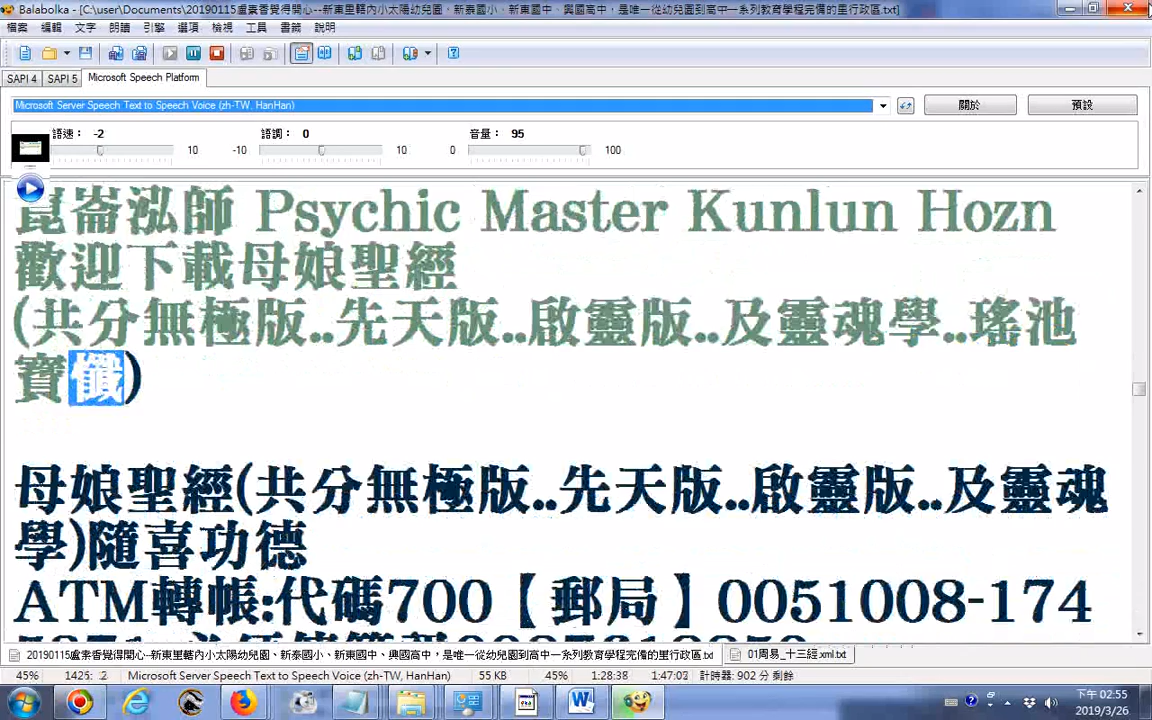 Balabolka - [C:\user\Documents\20190115盧素香覺得開心--新東里轄內小太陽幼兒園、新泰國小、新東國中、興國高中，是唯一從幼兒園到高中一系列教育學程完備的里行政區.txt]
檔案 編輯 文字 朗讀 引擎 選項 檢視 工具 書籤 說明
SAPI 4 SAPI 5 Microsoft Speech Platform
Microsoft Server Speech Text to Speech Voice (zh-TW, HanHan)
關於 預設
語速： -2 語調： 0 音量： 95
10 -10 10 0 100
崑崙泓師 Psychic Master Kunlun Hozn
歡迎下載母娘聖經
(共分無極版..先天版..啟靈版..及靈魂學..瑤池
寶懺)
母娘聖經(共分無極版..先天版..啟靈版..及靈魂
學)隨喜功德
ATM轉帳:代碼700【郵局】0051008-174
20190115盧素香覺得開心--新東里轄內小太陽幼兒園、新泰國小、新東國中、興國高中，是唯一從幼兒園到高中一系列教育學程完備的里行政區.txt 01周易_十三經.xml.txt
45% 1425: 2 Microsoft Server Speech Text to Speech Voice (zh-TW, HanHan) 55 KB 45% 1:28:38 1:47:03 計時器: 902 分 剩餘
下午 02:55
2019/3/26